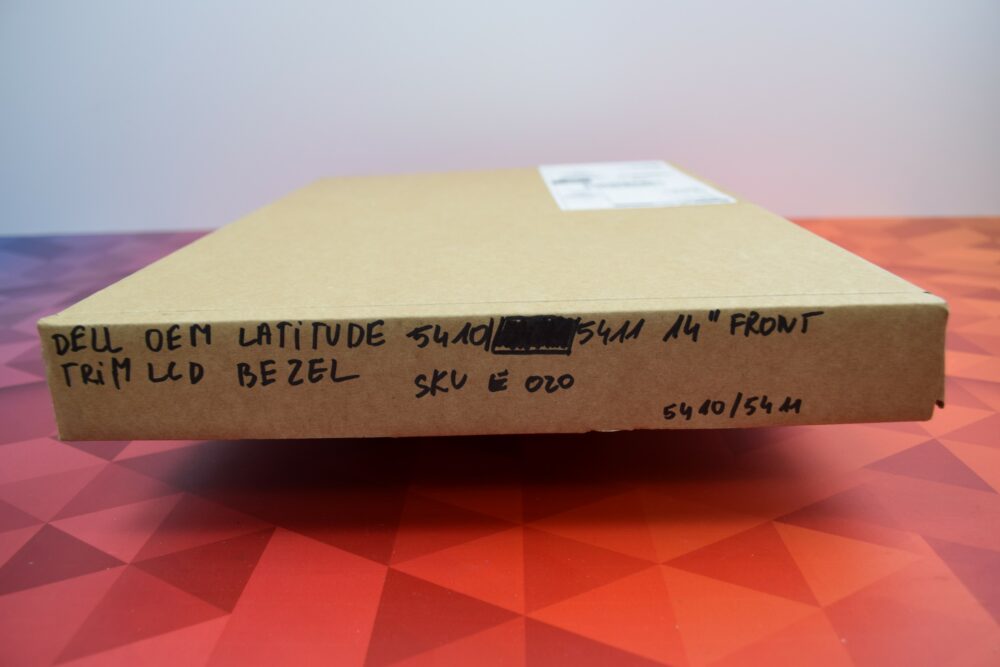 DELL OEM LATiTUDE 5410/ /5411 14" FRONT
TRiM LCD BEZEL SKU E 020
5410/5411